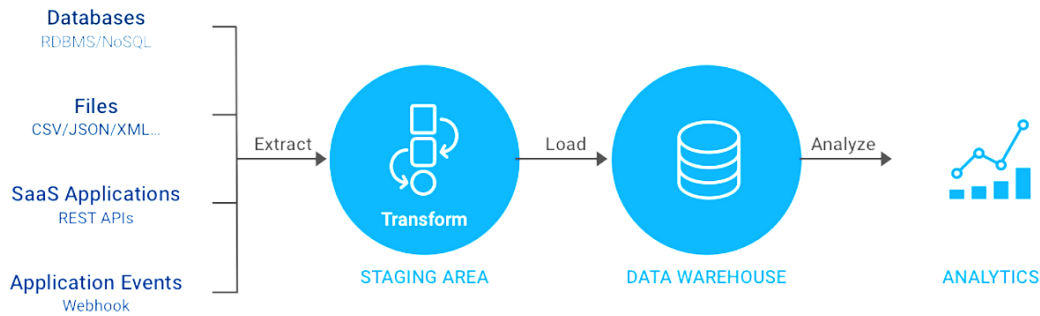 Databases
RDBMS/NoSQL
Files
CSV/JSON/XML...
SaaS Applications
REST APIs
Application Events
Webhook
Extract
Transform
STAGING AREA
Load
DATA WAREHOUSE
Analyze
ANALYTICS